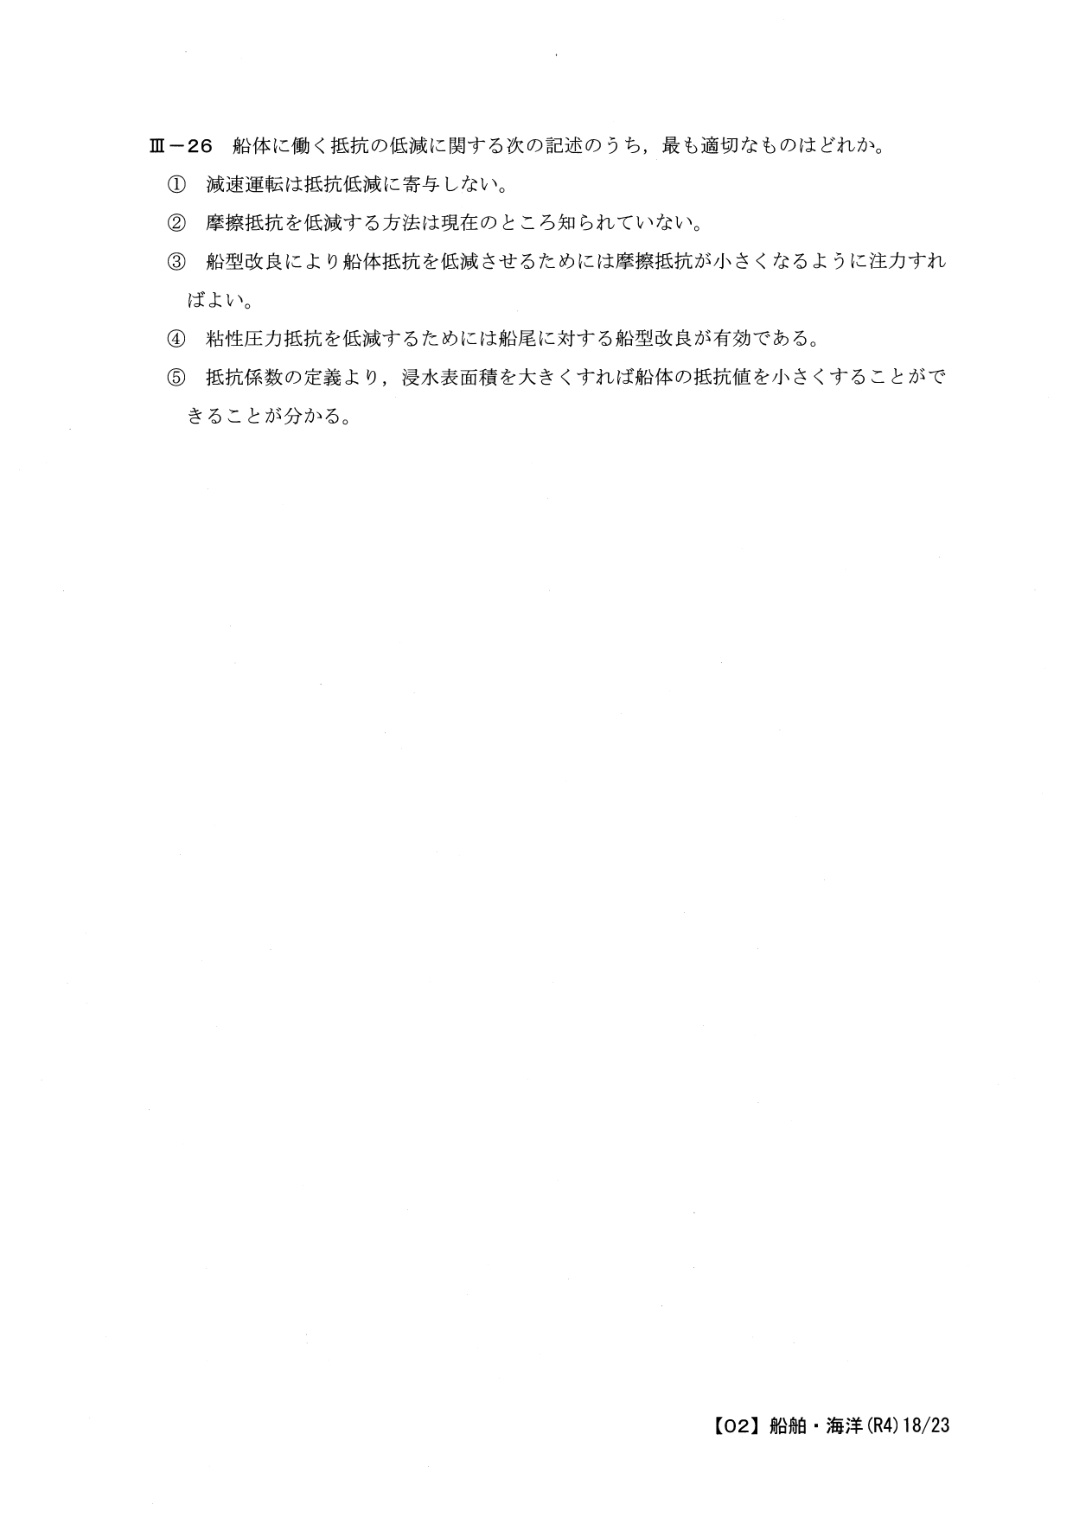 Ⅲ－26　船体に働く抵抗の低減に関する次の記述のうち，最も適切なものはどれか。
①　減速運転は抵抗低減に寄与しない。
②　摩擦抵抗を低減する方法は現在のところ知られていない。
③　船型改良により船体抵抗を低減させるためには摩擦抵抗が小さくなるように注力すれ
ばよい。
④　粘性圧力抵抗を低減するためには船尾に対する船型改良が有効である。
⑤　抵抗係数の定義より，浸水表面積を大きくすれば船体の抵抗値を小さくすることがで
きることが分かる。
【02】船舶・海洋(R4)18/23